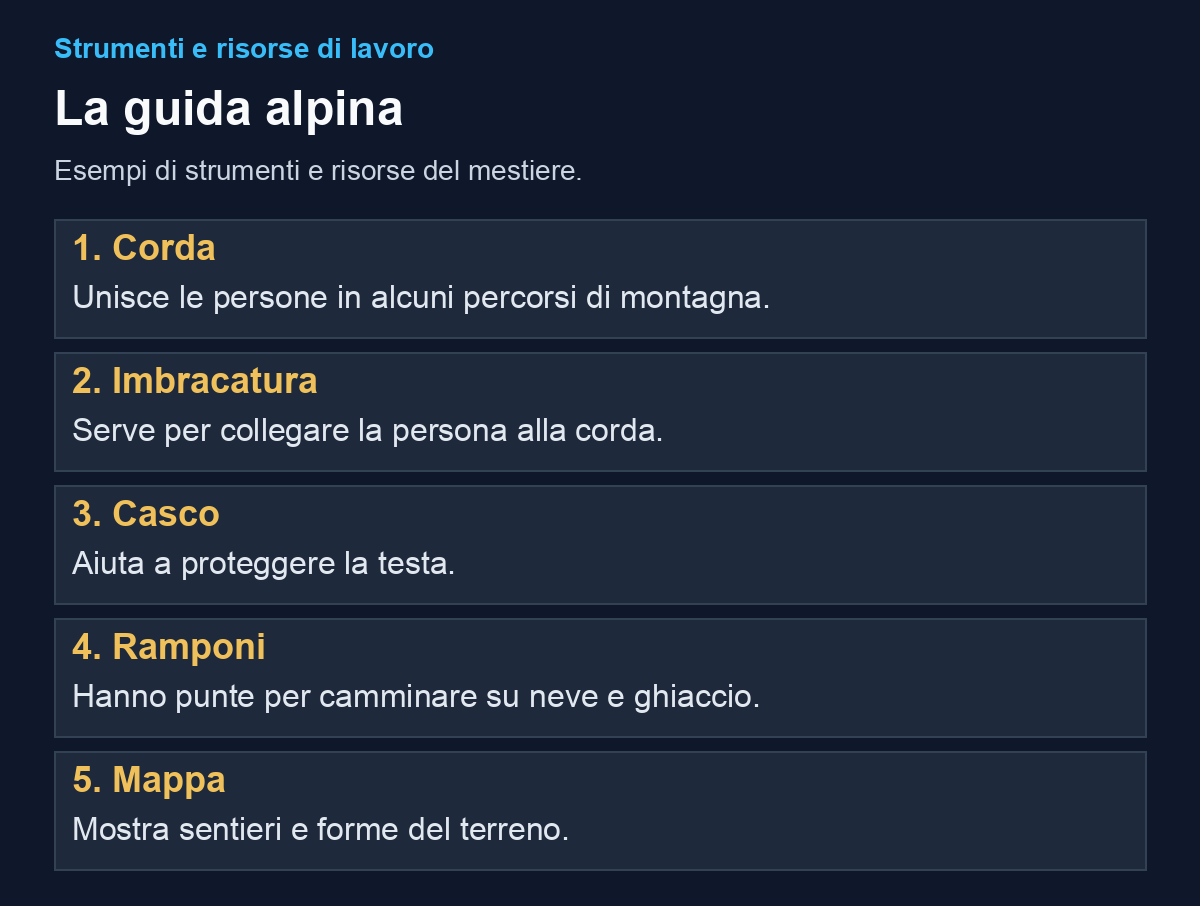 Strumenti e risorse di lavoro
La guida alpina
Esempi di strumenti e risorse del mestiere.
1. Corda
Unisce le persone in alcuni percorsi di montagna.
2. Imbracatura
Serve per collegare la persona alla corda.
3. Casco
Aiuta a proteggere la testa.
4. Ramponi
Hanno punte per camminare su neve e ghiaccio.
5. Mappa
Mostra sentieri e forme del terreno.